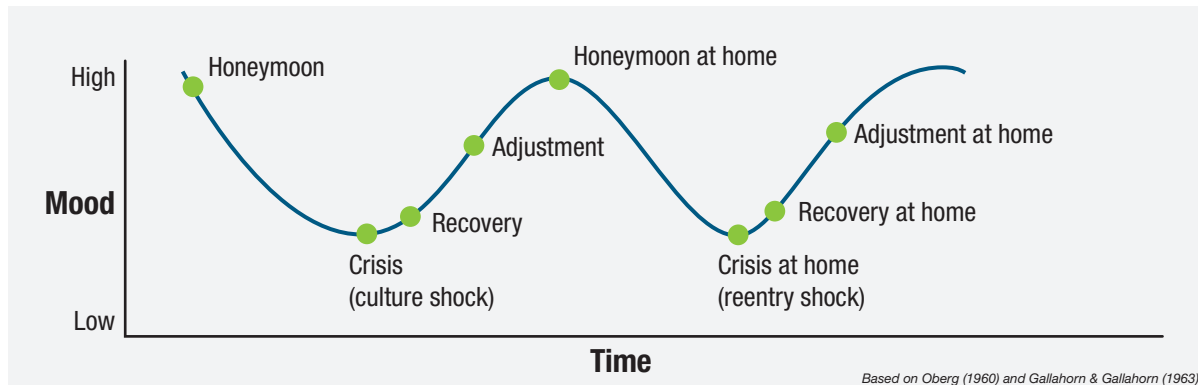 High
Honeymoon
Honeymoon at home
Adjustment
Adjustment at home
Mood
Recovery
Recovery at home
Crisis
(culture shock)
Crisis at home
(reentry shock)
Low
Time
Based on Oberg (1960) and Gallahorn & Gallahorn (1963)